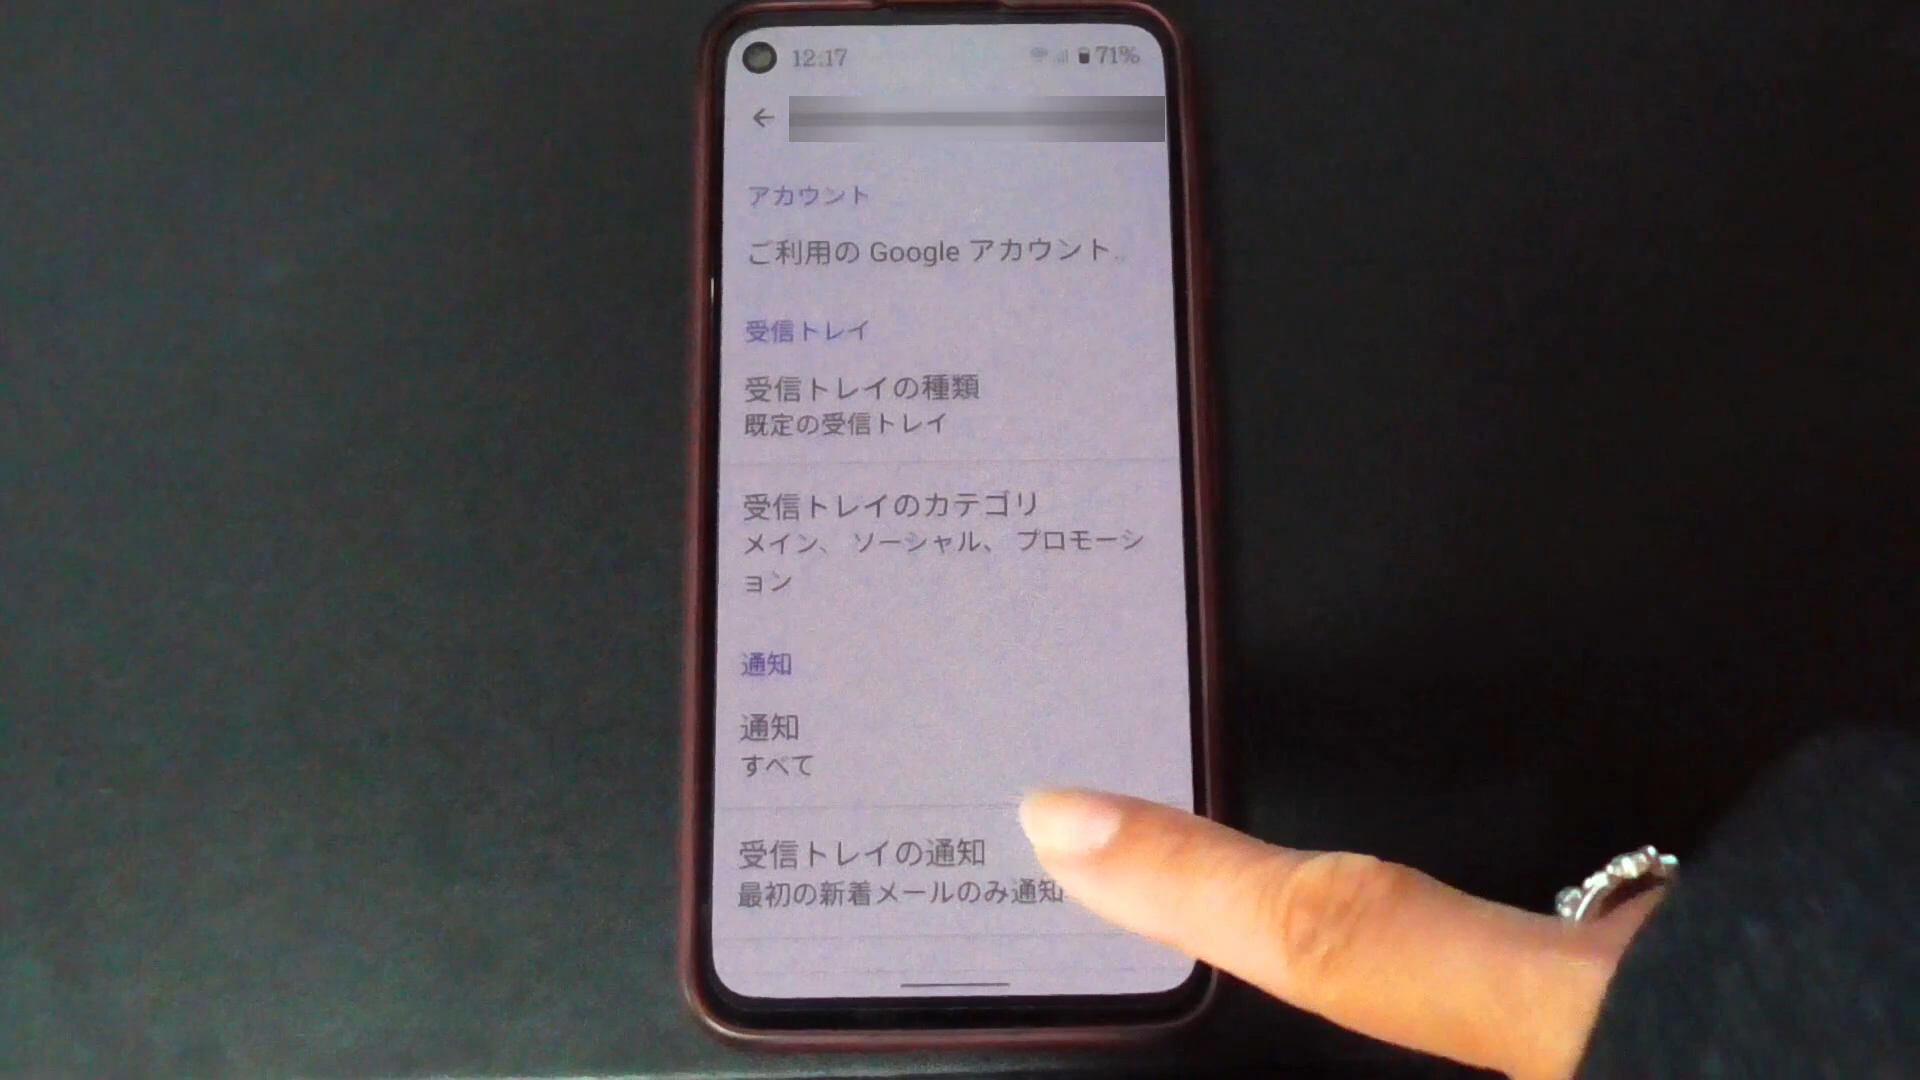 12:17 71%
アカウント
ご利用の Google アカウント
受信トレイ
受信トレイの種類
既定の受信トレイ
受信トレイのカテゴリ
メイン、 ソーシャル、 プロモーシ
ョン
通知
通知
すべて
受信トレイの通知
最初の新着メールのみ通知